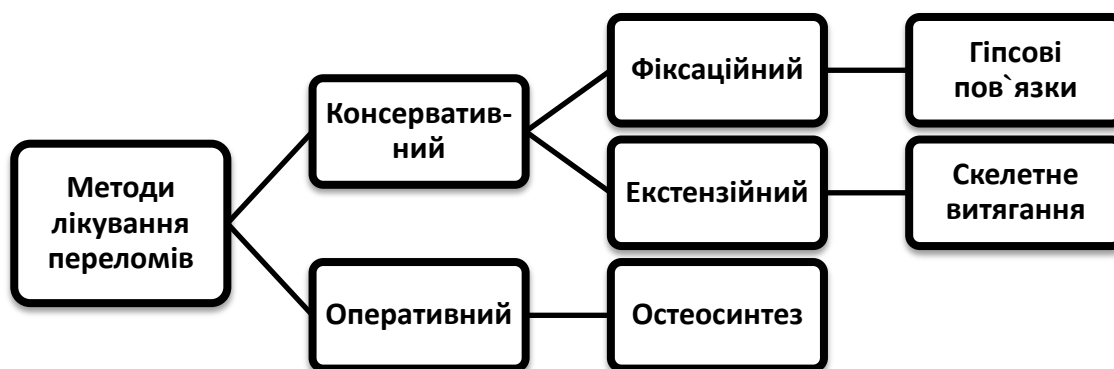 Методи
лікування
переломів
Консерватив-
ний
Фіксаційний
Гіпсові
пов`язки
Екстензійний
Скелетне
витягання
Оперативний
Остеосинтез